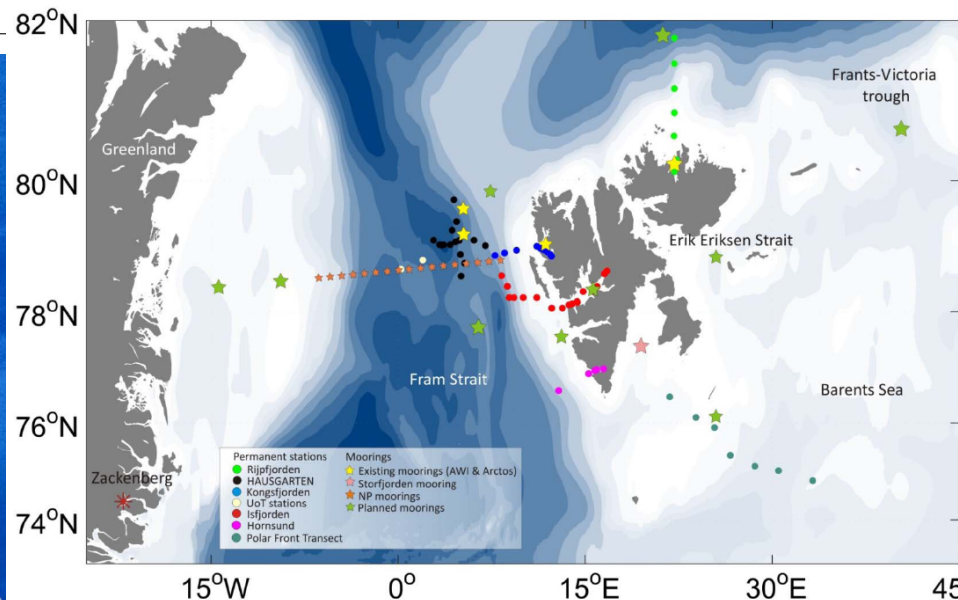 82°N
80°N
78°N
76°N
74°N
Greenland
Frants-Victoria
trough
Erik Eriksen Strait
Fram Strait
Barents Sea
Zackenberg
Permanent stations
Rijpfjorden
HAUSGARTEN
Kongsfjorden
UoT stations
Isfjorden
Hornsund
Polar Front Transect
Moorings
Existing moorings (AWI & Arctos)
Storfjorden mooring
NP moorings
Planned moorings
15°W
0°
15°E
30°E
45